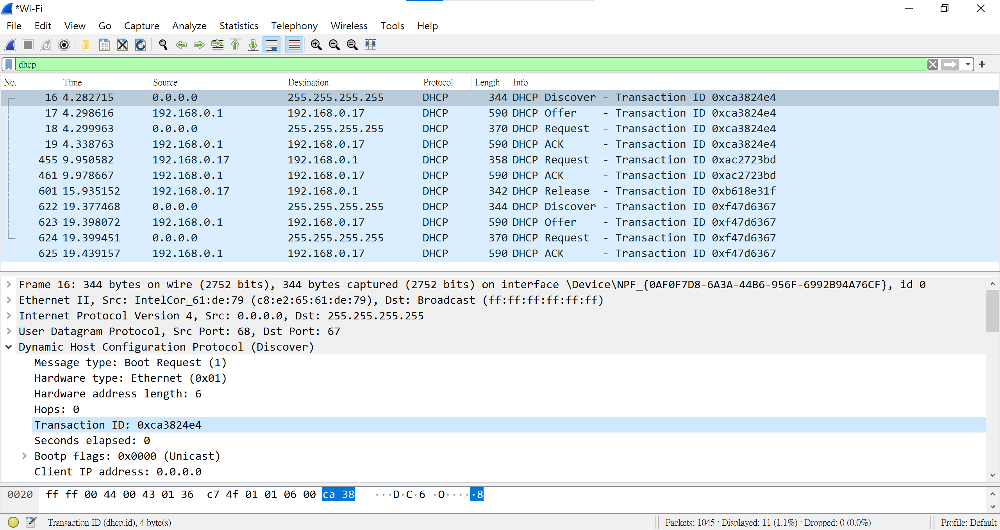 *Wi-Fi
File Edit View Go Capture Analyze Statistics Telephony Wireless Tools Help
dhcp
No. Time Source Destination Protocol Length Info
16 4.282715 0.0.0.0 255.255.255.255 DHCP 344 DHCP Discover - Transaction ID 0xca3824e4
17 4.298616 192.168.0.1 192.168.0.17 DHCP 590 DHCP Offer - Transaction ID 0xca3824e4
18 4.299963 0.0.0.0 255.255.255.255 DHCP 370 DHCP Request - Transaction ID 0xca3824e4
19 4.338763 192.168.0.1 192.168.0.17 DHCP 590 DHCP ACK - Transaction ID 0xca3824e4
455 9.950582 192.168.0.17 192.168.0.1 DHCP 358 DHCP Request - Transaction ID 0xac2723bd
461 9.978667 192.168.0.1 192.168.0.17 DHCP 590 DHCP ACK - Transaction ID 0xac2723bd
601 15.935152 192.168.0.17 192.168.0.1 DHCP 342 DHCP Release - Transaction ID 0xb618e31f
622 19.377468 0.0.0.0 255.255.255.255 DHCP 344 DHCP Discover - Transaction ID 0xf47d6367
623 19.398072 192.168.0.1 192.168.0.17 DHCP 590 DHCP Offer - Transaction ID 0xf47d6367
624 19.399451 0.0.0.0 255.255.255.255 DHCP 370 DHCP Request - Transaction ID 0xf47d6367
625 19.439157 192.168.0.1 192.168.0.17 DHCP 590 DHCP ACK - Transaction ID 0xf47d6367
Frame 16: 344 bytes on wire (2752 bits), 344 bytes captured (2752 bits) on interface \Device\NPF_{0AF0F7D8-6A3A-44B6-956F-6992B94A76CF}, id 0
Ethernet II, Src: IntelCor_61:de:79 (c8:e2:65:61:de:79), Dst: Broadcast (ff:ff:ff:ff:ff:ff)
Internet Protocol Version 4, Src: 0.0.0.0, Dst: 255.255.255.255
User Datagram Protocol, Src Port: 68, Dst Port: 67
Dynamic Host Configuration Protocol (Discover)
Message type: Boot Request (1)
Hardware type: Ethernet (0x01)
Hardware address length: 6
Hops: 0
Transaction ID: 0xca3824e4
Seconds elapsed: 0
Bootp flags: 0x0000 (Unicast)
Client IP address: 0.0.0.0
0020 ff ff 00 44 00 43 01 36 c7 4f 01 01 06 00 ca 38 ···D·C·6 ·O·····8
Transaction ID (dhcp.id), 4 byte(s) Packets: 1045 · Displayed: 11 (1.1%) · Dropped: 0 (0.0%) Profile: Default